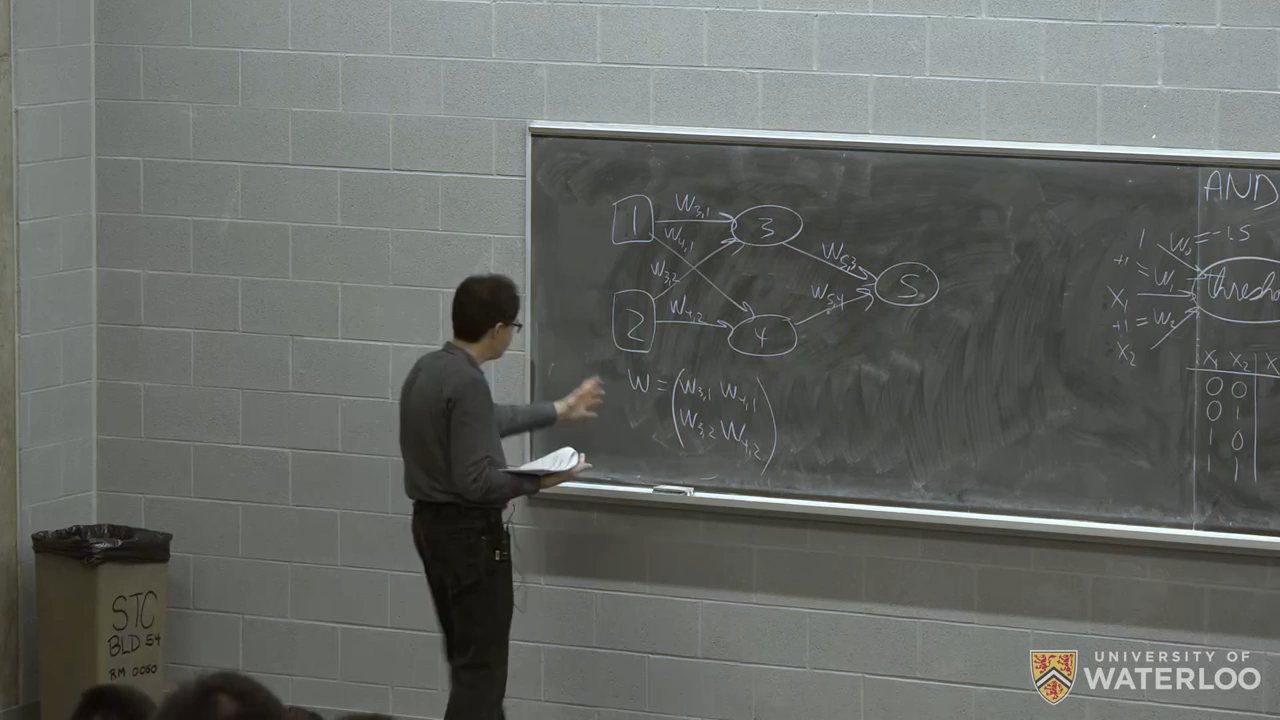 1 W3,1 3
W4,1
W3,2
2 W4,2 4
W5,3
W5,4
5
W = (W3,1 W4,1
W3,2 W4,2)
AND
1 W0 = -1.5
+1 = W1
X1
+1 = W2
X2
X1 X2
0 0
0 1
1 0
1 1
STC
BLD 54
RM 0060
UNIVERSITY OF
WATERLOO